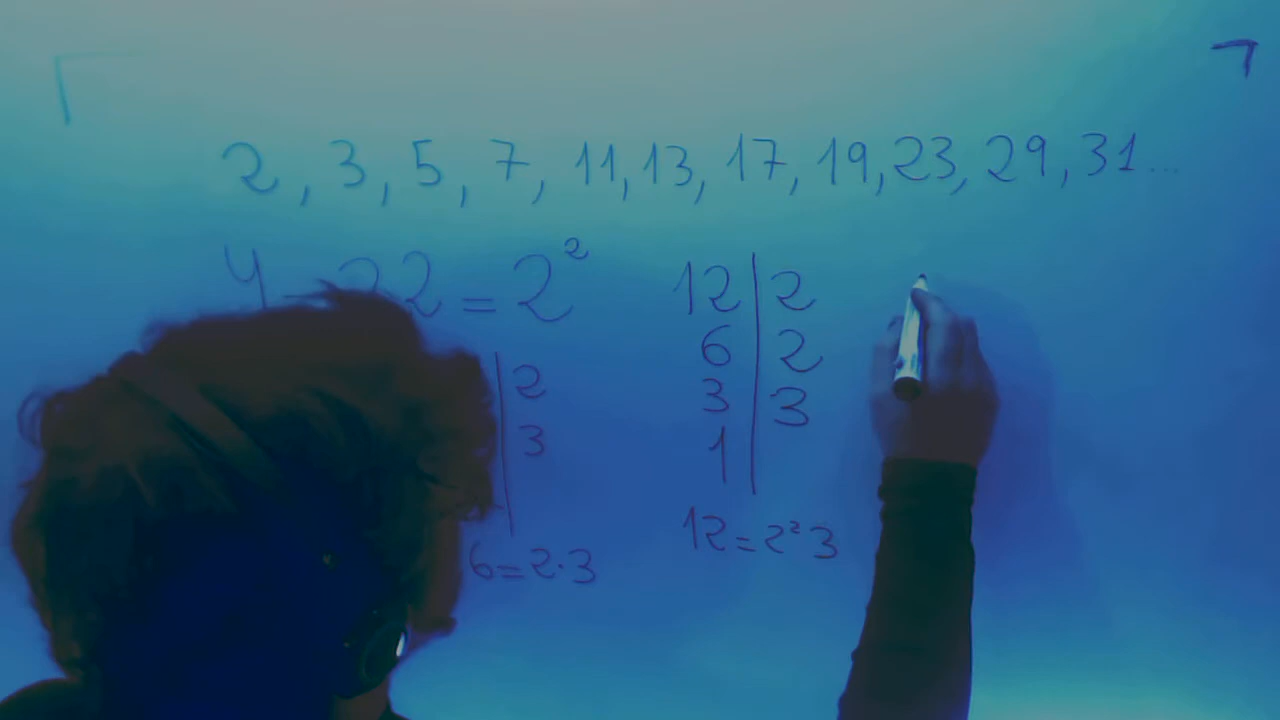 2, 3, 5, 7, 11, 13, 17, 19, 23, 29, 31...
4 = 22 = 2²
2
3
6=2·3
12 | 2
6 | 2
3 | 3
1 |
12=2²3